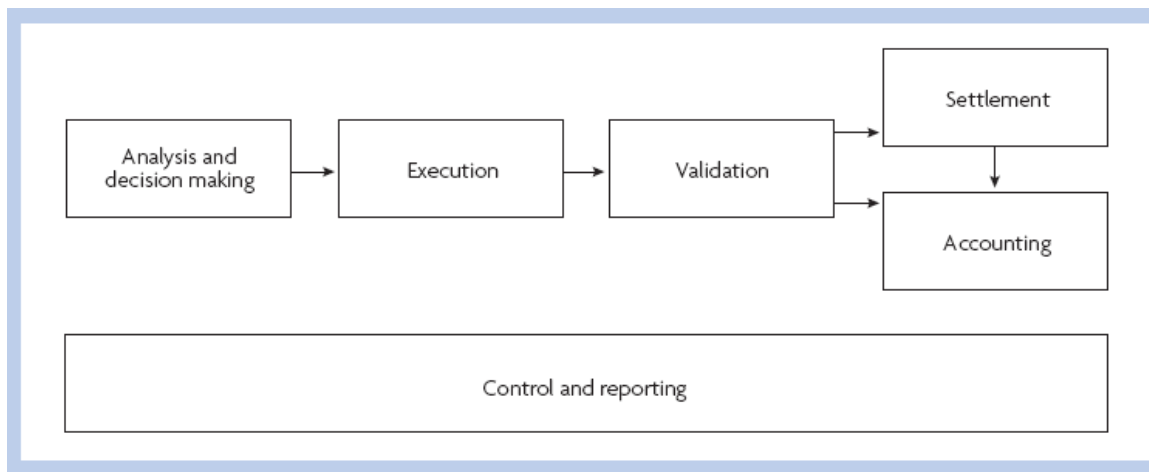 Analysis and
decision making
Execution
Validation
Settlement
Accounting
Control and reporting